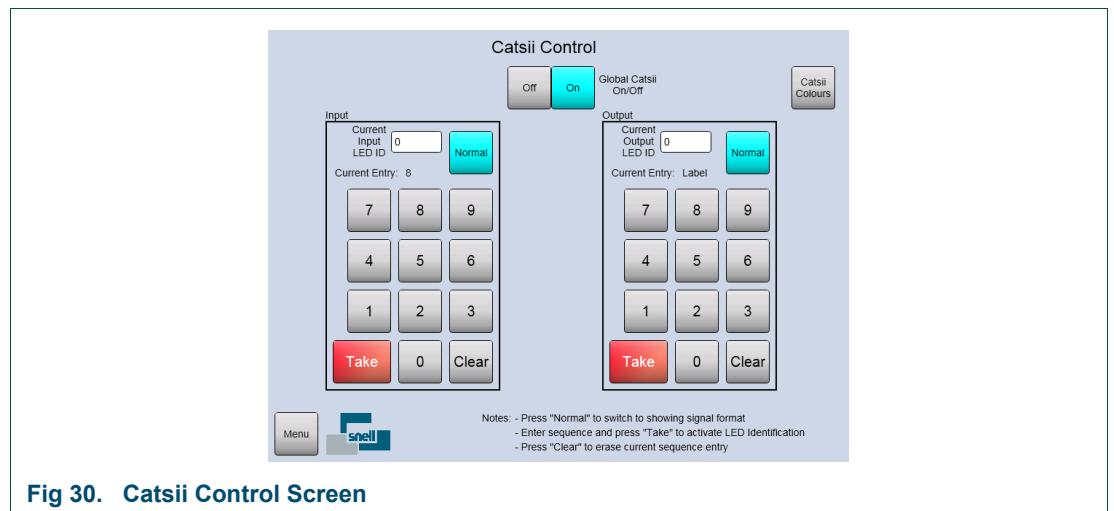 Catsii Control
Off On Global Catsii On/Off
Catsii Colours
Input
Current Input LED ID 0 Normal
Current Entry: 8
7 8 9
4 5 6
1 2 3
Take 0 Clear
Output
Current Output LED ID 0 Normal
Current Entry: Label
7 8 9
4 5 6
1 2 3
Take 0 Clear
Menu
snell
Notes: - Press "Normal" to switch to showing signal format
- Enter sequence and press "Take" to activate LED Identification
- Press "Clear" to erase current sequence entry
Fig 30. Catsii Control Screen